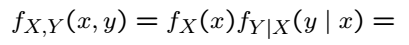 f_{X,Y}(x, y) = f_X(x) f_{Y|X}(y | x) =